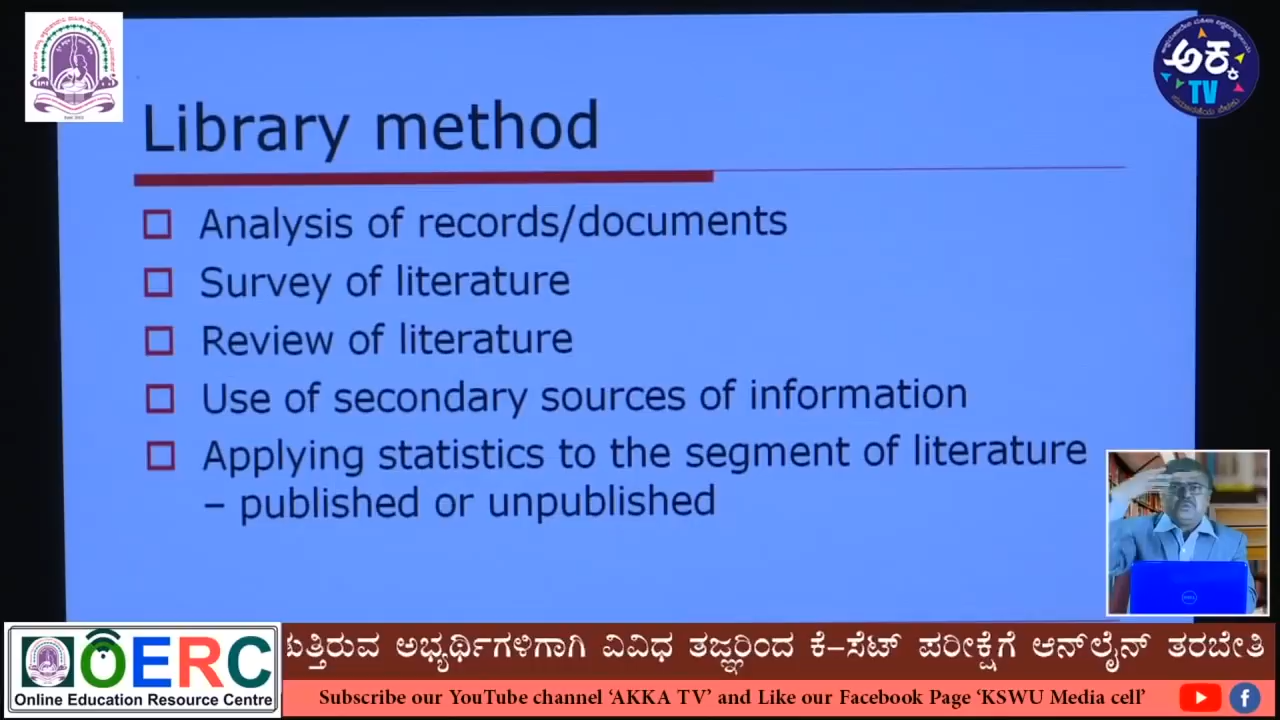 ಅಕ್ಕ
TV
Library method
Analysis of records/documents
Survey of literature
Review of literature
Use of secondary sources of information
Applying statistics to the segment of literature
– published or unpublished
DELL
OERC
Online Education Resource Centre
ಸುತ್ತಿರುವ ಅಭ್ಯರ್ಥಿಗಳಿಗಾಗಿ ವಿವಿಧ ತಜ್ಞರಿಂದ ಕೆ–ಸೆಟ್ ಪರೀಕ್ಷೆಗೆ ಆನ್‌ಲೈನ್ ತರಬೇತಿ
Subscribe our YouTube channel ‘AKKA TV’ and Like our Facebook Page ‘KSWU Media cell’